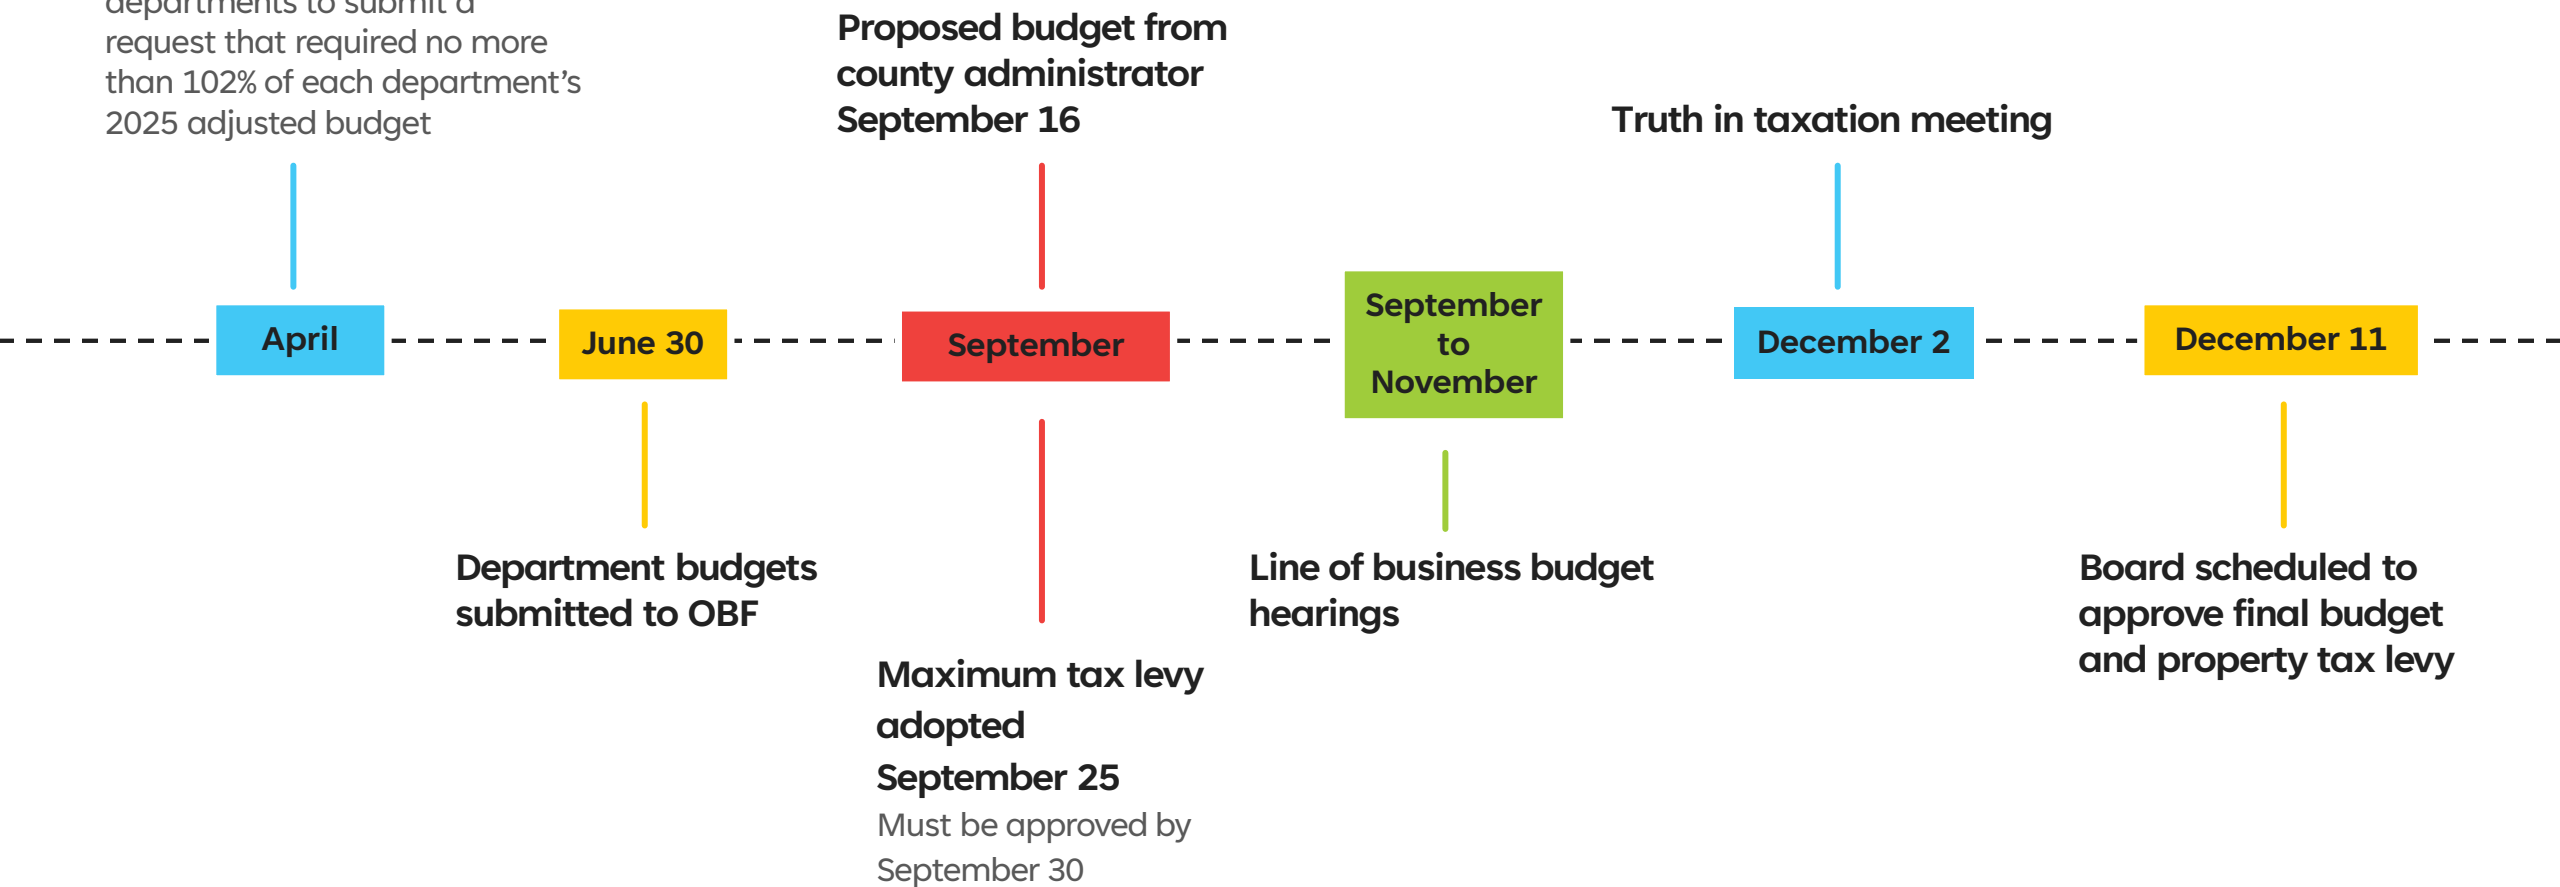 departments to submit a
request that required no more
than 102% of each department’s
2025 adjusted budget
Proposed budget from
county administrator
September 16
Truth in taxation meeting
April
June 30
September
September
to
November
December 2
December 11
Department budgets
submitted to OBF
Maximum tax levy
adopted
September 25
Must be approved by
September 30
Line of business budget
hearings
Board scheduled to
approve final budget
and property tax levy